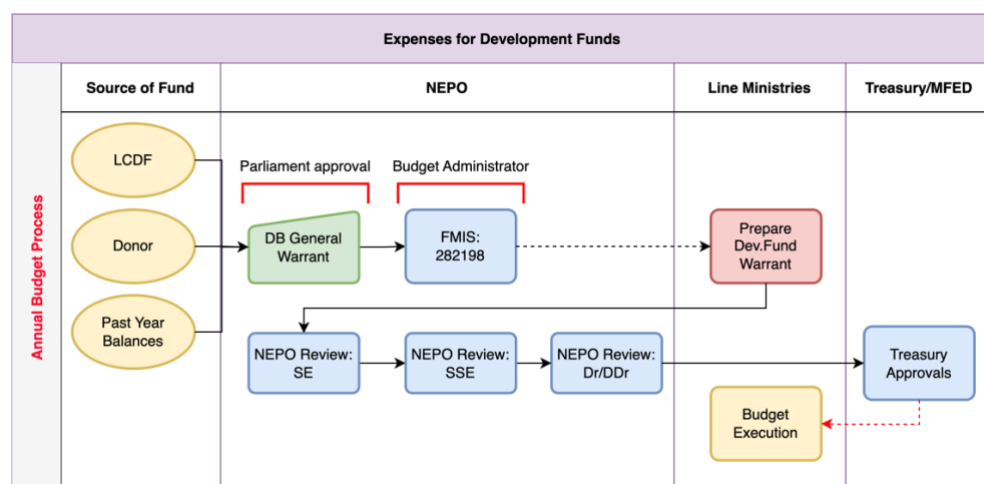 Expenses for Development Funds
Annual Budget Process
Source of Fund
NEPO
Line Ministries
Treasury/MFED
LCDF
Donor
Past Year
Balances
Parliament approval
Budget Administrator
DB General
Warrant
FMIS:
282198
Prepare
Dev.Fund
Warrant
NEPO Review:
SE
NEPO Review:
SSE
NEPO Review:
Dr/DDr
Treasury
Approvals
Budget
Execution